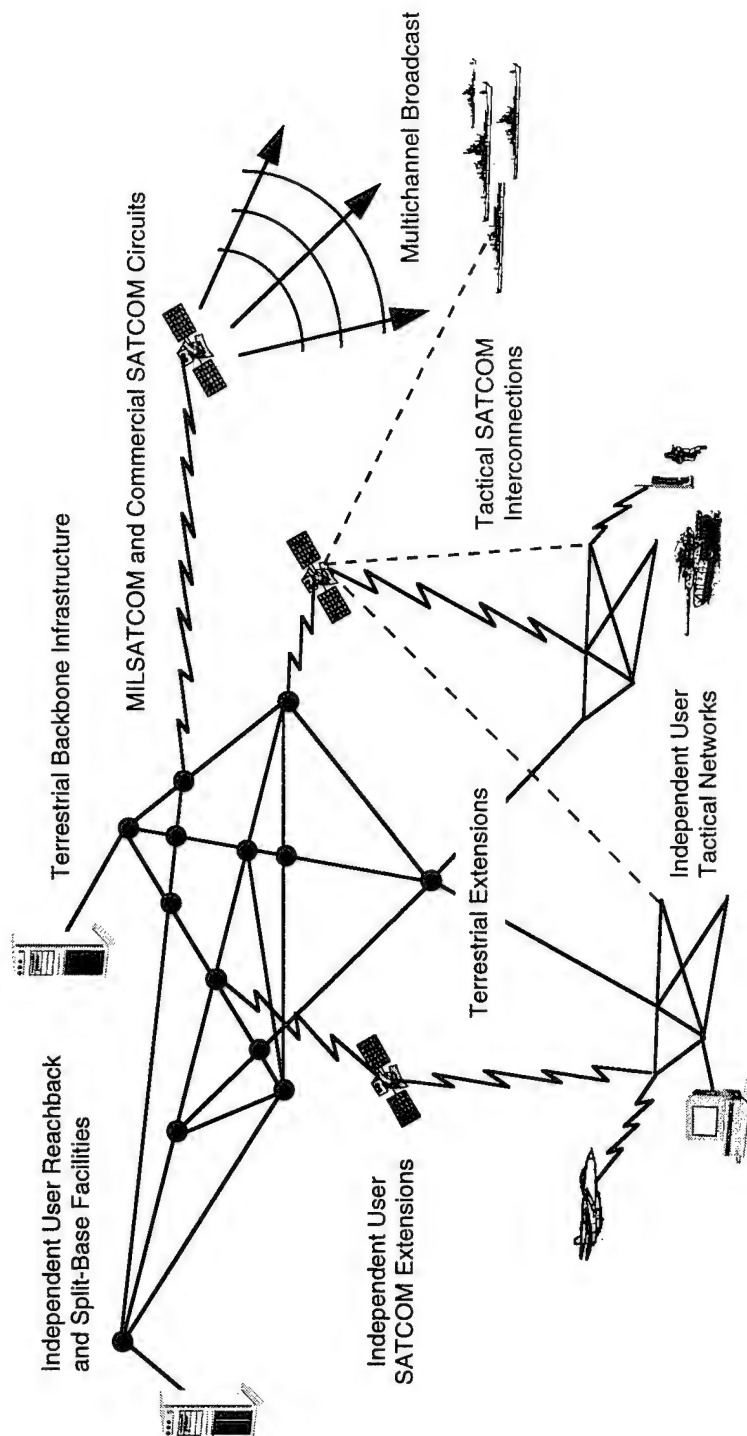 Independent User Reachback
and Split-Base Facilities
Terrestrial Backbone Infrastructure
MILSATCOM and Commercial SATCOM Circuits
Multichannel Broadcast
Independent User
SATCOM Extensions
Terrestrial Extensions
Tactical SATCOM
Interconnections
Independent User
Tactical Networks